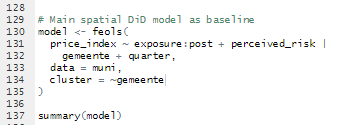 128
129 # Main spatial DiD model as baseline
130 model <- feols(
131 price_index ~ exposure:post + perceived_risk |
132 gemeente + quarter,
133 data = muni,
134 cluster = ~gemeente
135 )
136
137 summary(model)